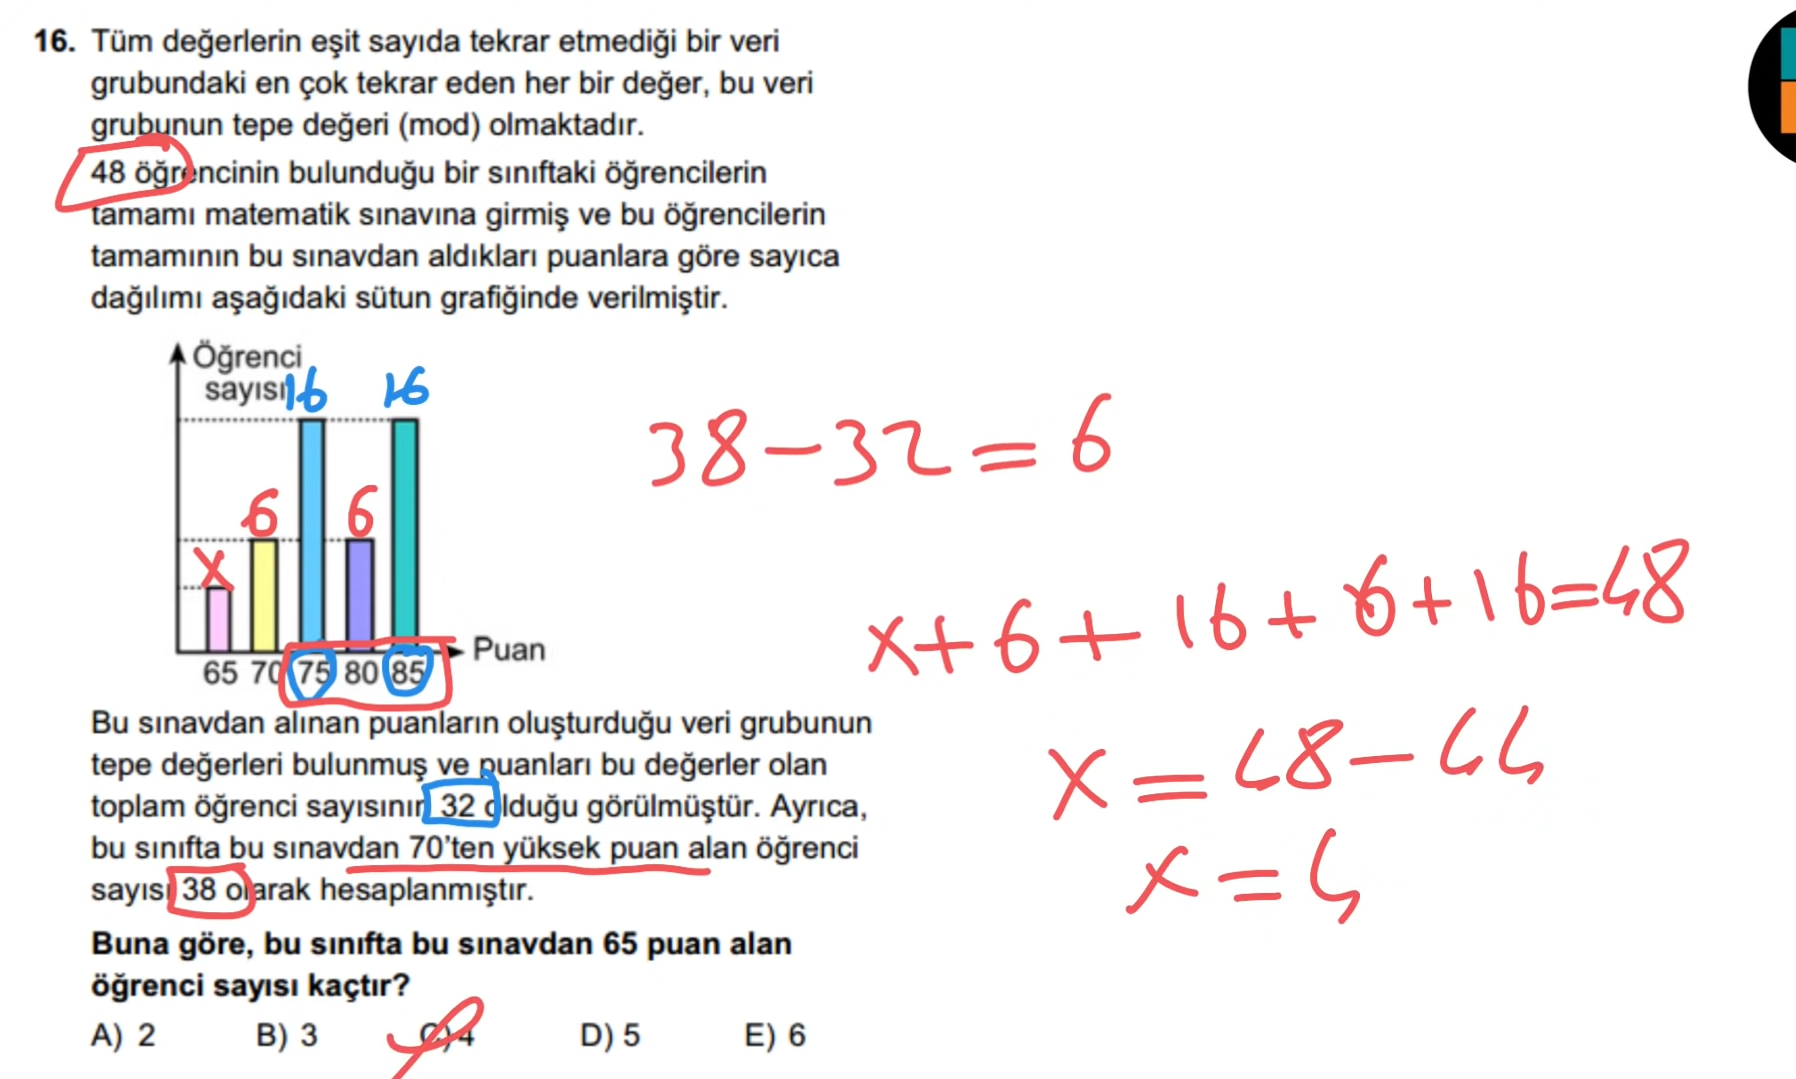 16. Tüm değerlerin eşit sayıda tekrar etmediği bir veri
grubundaki en çok tekrar eden her bir değer, bu veri
grubunun tepe değeri (mod) olmaktadır.
48 öğrencinin bulunduğu bir sınıftaki öğrencilerin
tamamı matematik sınavına girmiş ve bu öğrencilerin
tamamının bu sınavdan aldıkları puanlara göre sayıca
dağılımı aşağıdaki sütun grafiğinde verilmiştir.
Öğrenci
sayısı
16 16
6 6
x
65 70 75 80 85
Puan
38-32=6
x+6+16+6+16=48
x=48-44
x=4
Bu sınavdan alınan puanların oluşturduğu veri grubunun
tepe değerleri bulunmuş ve puanları bu değerler olan
toplam öğrenci sayısının 32 olduğu görülmüştür. Ayrıca,
bu sınıfta bu sınavdan 70'ten yüksek puan alan öğrenci
sayısı 38 olarak hesaplanmıştır.
Buna göre, bu sınıfta bu sınavdan 65 puan alan
öğrenci sayısı kaçtır?
A) 2 B) 3 C) 4 D) 5 E) 6